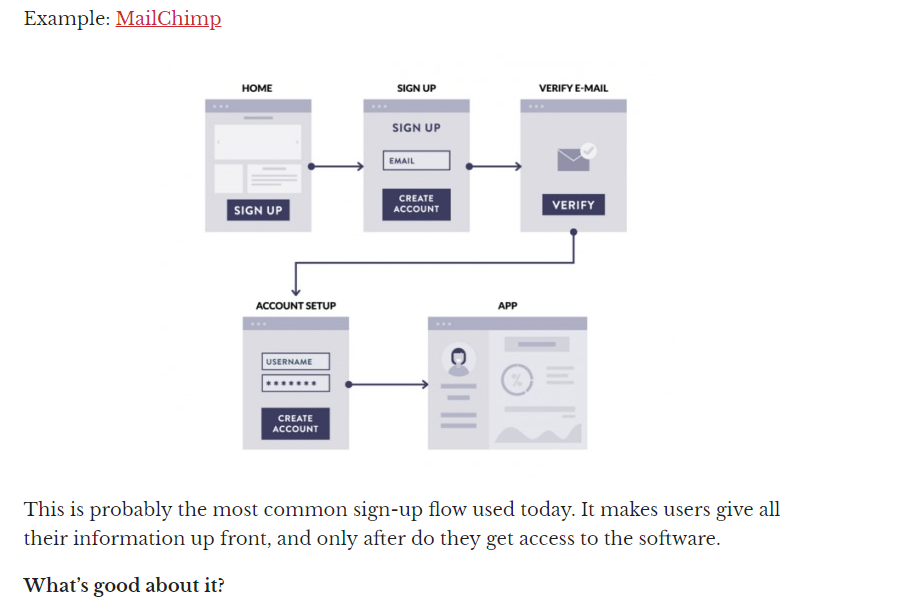 Example: MailChimp
HOME
SIGN UP
VERIFY E-MAIL
SIGN UP
SIGN UP
EMAIL
CREATE
ACCOUNT
VERIFY
ACCOUNT SETUP
USERNAME
*******
CREATE
ACCOUNT
APP
%
This is probably the most common sign-up flow used today. It makes users give all
their information up front, and only after do they get access to the software.
What’s good about it?